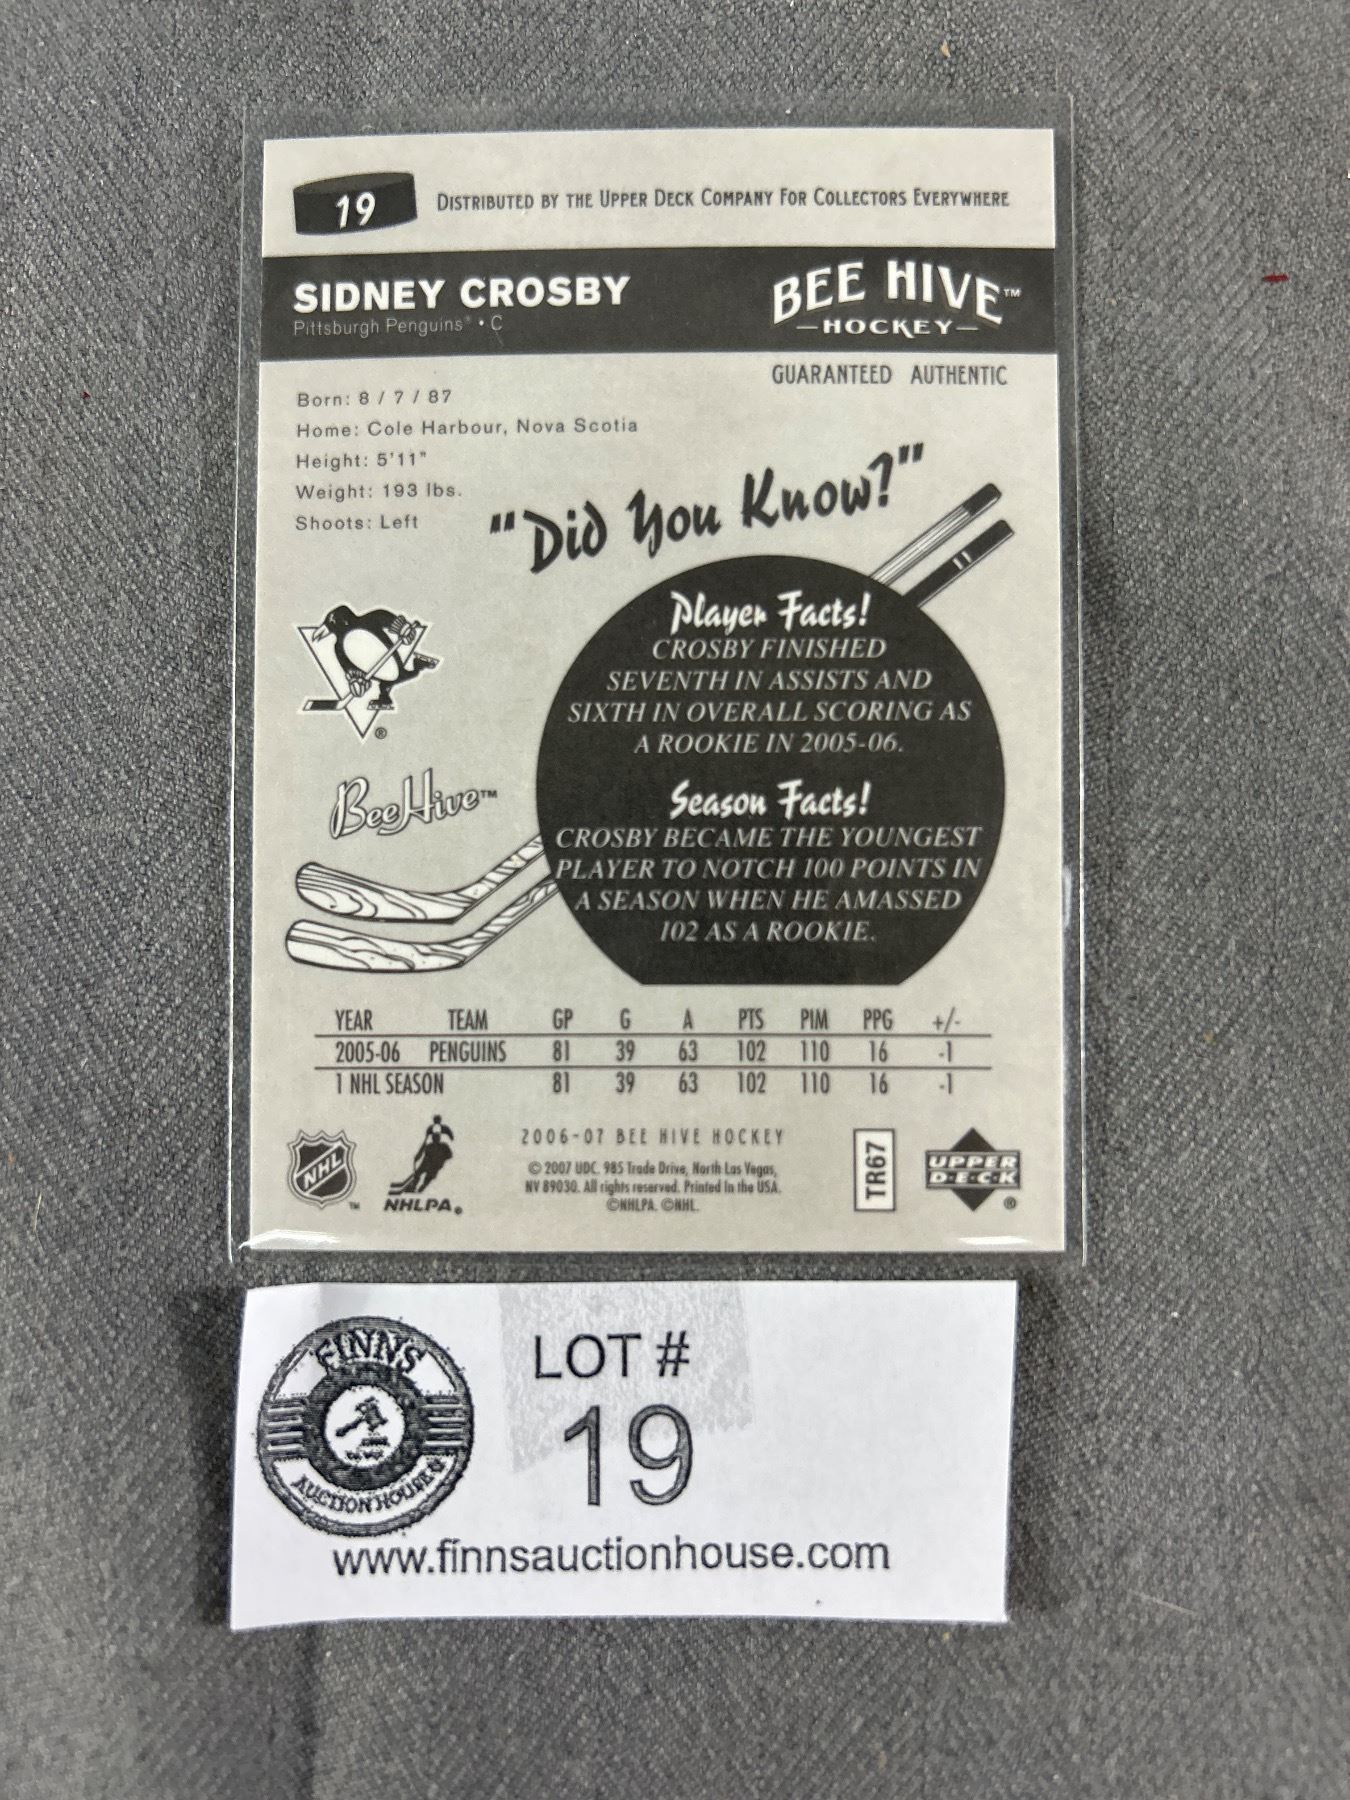 19
DISTRIBUTED BY THE UPPER DECK COMPANY FOR COLLECTORS EVERYWHERE
SIDNEY CROSBY
Pittsburgh Penguins® • C
BEE HIVE™
—HOCKEY—
GUARANTEED AUTHENTIC
Born: 8 / 7 / 87
Home: Cole Harbour, Nova Scotia
Height: 5'11"
Weight: 193 lbs.
Shoots: Left
"Did You Know?"
Player Facts!
CROSBY FINISHED
SEVENTH IN ASSISTS AND
SIXTH IN OVERALL SCORING AS
A ROOKIE IN 2005-06.
®
BeeHive™
Season Facts!
CROSBY BECAME THE YOUNGEST
PLAYER TO NOTCH 100 POINTS IN
A SEASON WHEN HE AMASSED
102 AS A ROOKIE.
YEAR TEAM GP G A PTS PIM PPG +/-
2005-06 PENGUINS 81 39 63 102 110 16 -1
1 NHL SEASON 81 39 63 102 110 16 -1
NHL™
NHLPA®
2006-07 BEE HIVE HOCKEY
© 2007 UDC. 985 Trade Drive, North Las Vegas,
NV 89030. All rights reserved. Printed in the USA.
©NHLPA. ©NHL.
TR67
UPPER
D·E·C·K
®
FINNS
AUCTION HOUSE
LOT #
19
www.finnsauctionhouse.com